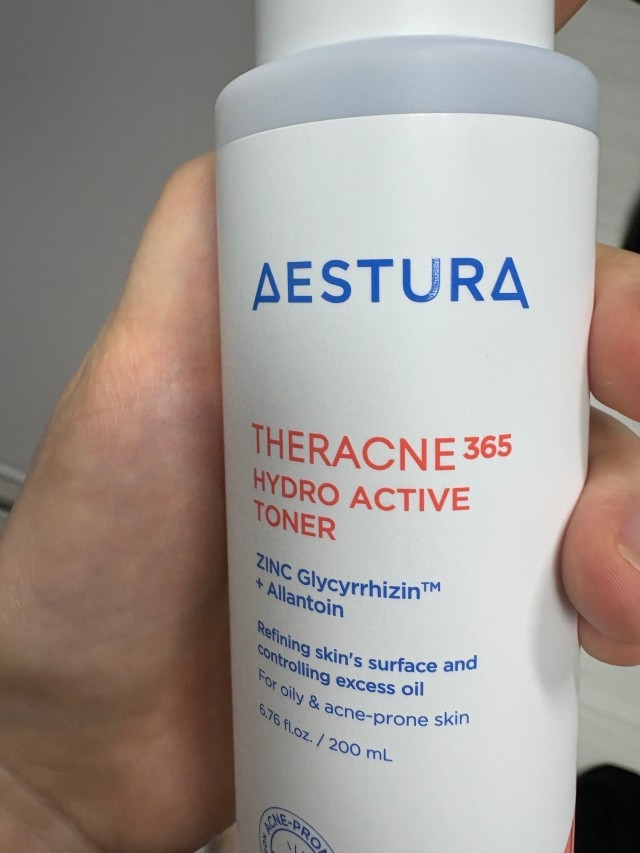 AESTURA
THERACNE 365
HYDRO ACTIVE
TONER
ZINC Glycyrrhizin™
+ Allantoin
Refining skin's surface and
controlling excess oil
For oily & acne-prone skin
6.76 fl.oz. / 200 mL